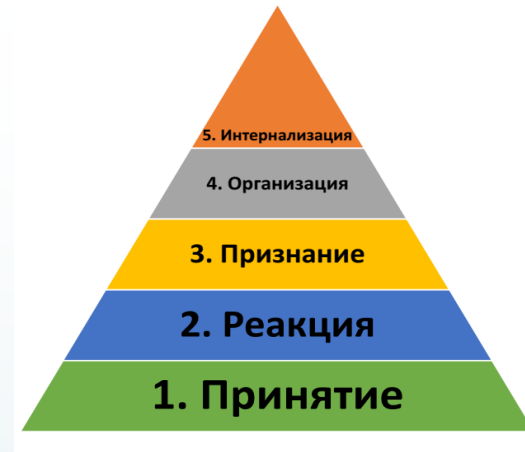 5. Интернализация
4. Организация
3. Признание
2. Реакция
1. Принятие